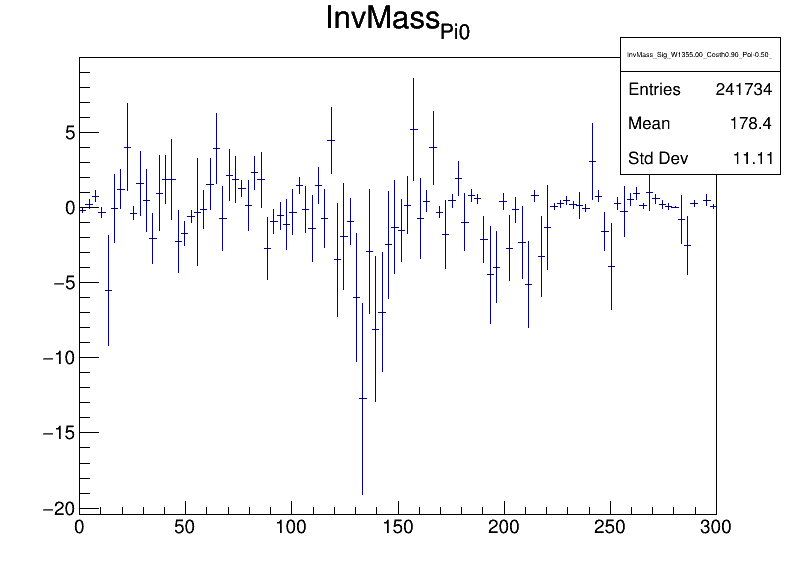 InvMass_Pi0
InvMass_Sig_W1355.00_Costh0.90_Pol-0.50_
Entries 241734
Mean 178.4
Std Dev 11.11
5
0
−5
−10
−15
−20
0 50 100 150 200 250 300